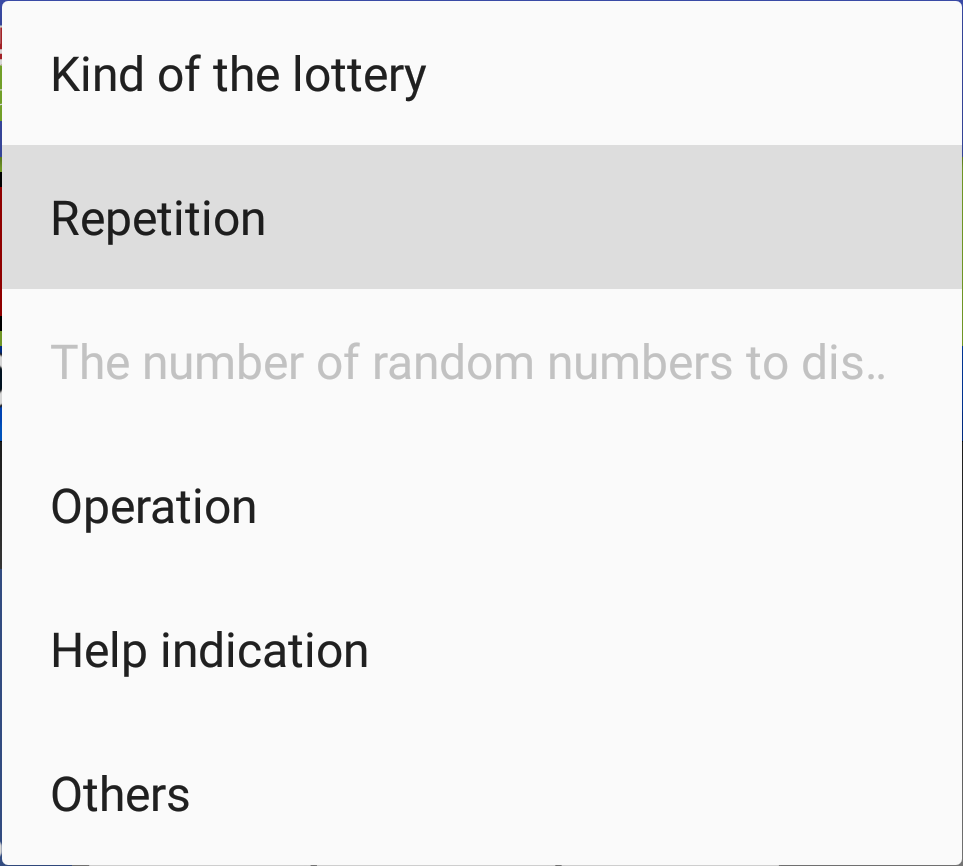 Kind of the lottery
Repetition
The number of random numbers to dis..
Operation
Help indication
Others